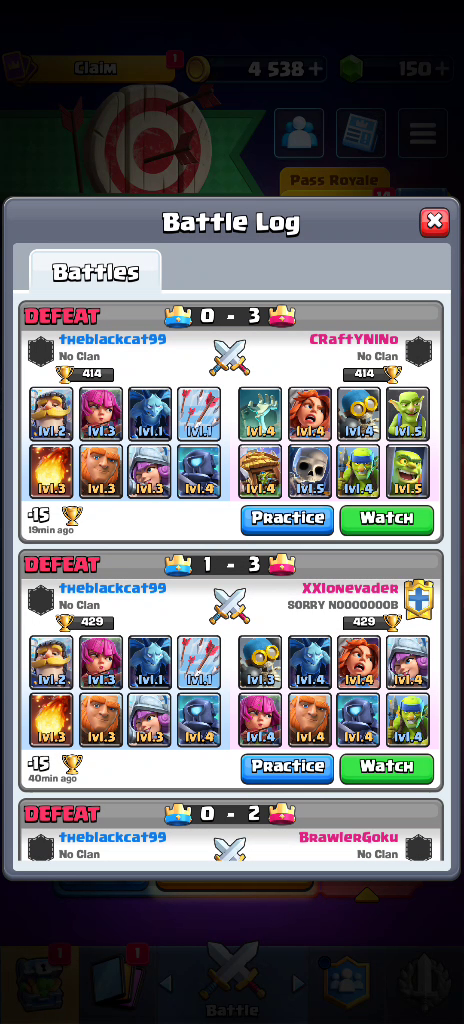 Claim
1
4 538+
150+
Pass Royale
Battle Log
Battles
DEFEAT 0 - 3
theblackcat99 CRaftYNINo
No Clan No Clan
414 414
lvl.2 lvl.3 lvl.1 lvl.1 lvl.4 lvl.4 lvl.4 lvl.5
lvl.3 lvl.3 lvl.3 lvl.4 lvl.4 lvl.5 lvl.4 lvl.5
-15 Practice Watch
19min ago
DEFEAT 1 - 3
theblackcat99 XXlonevader
No Clan SORRY N0000000B
429 429
lvl.2 lvl.3 lvl.1 lvl.1 lvl.3 lvl.4 lvl.4 lvl.4
lvl.3 lvl.3 lvl.3 lvl.4 lvl.4 lvl.4 lvl.4 lvl.4
-15 Practice Watch
40min ago
DEFEAT 0 - 2
theblackcat99 BrawlerGoku
No Clan No Clan
1 1
Battle